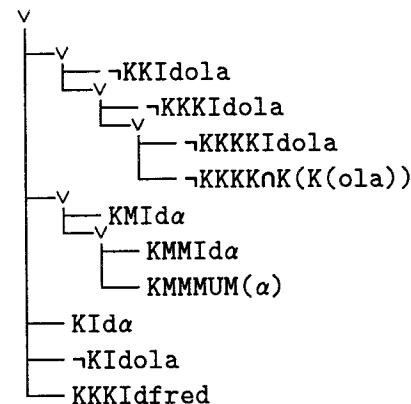 ∨
∨
¬KKIdola
∨
¬KKKIdola
∨
¬KKKKIdola
¬KKKK∩K(K(ola))
∨
KMIdα
∨
KMMIdα
KMMMUM(α)
KIdα
¬KIdola
KKKIdfred